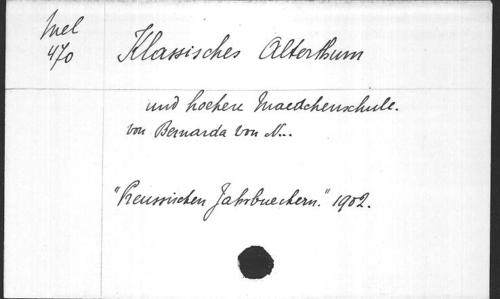 Mel
470
Klassisches Alterthum
und hoehere Maedchenschule.
von Bernarda von N...
"Preussischen Jahrbuechern." 1902.